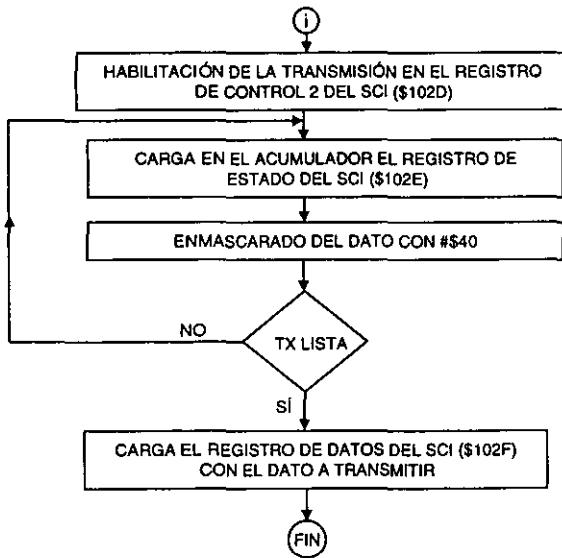 i
HABILITACIÓN DE LA TRANSMISIÓN EN EL REGISTRO
DE CONTROL 2 DEL SCI ($102D)
CARGA EN EL ACUMULADOR EL REGISTRO DE
ESTADO DEL SCI ($102E)
ENMASCARADO DEL DATO CON #$40
NO
TX LISTA
SÍ
CARGA EL REGISTRO DE DATOS DEL SCI ($102F)
CON EL DATO A TRANSMITIR
FIN